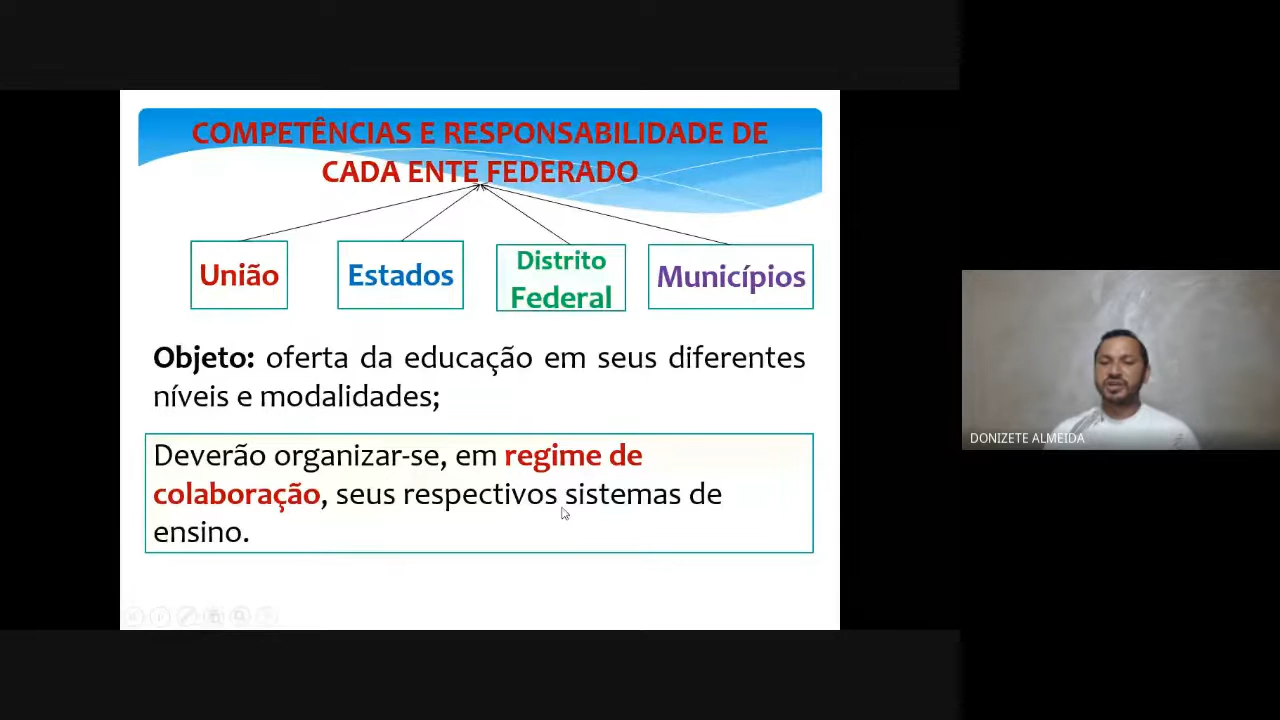 COMPETÊNCIAS E RESPONSABILIDADE DE
CADA ENTE FEDERADO
União
Estados
Distrito
Federal
Municípios
Objeto: oferta da educação em seus diferentes
níveis e modalidades;
Deverão organizar-se, em regime de
colaboração, seus respectivos sistemas de
ensino.
DONIZETE ALMEIDA